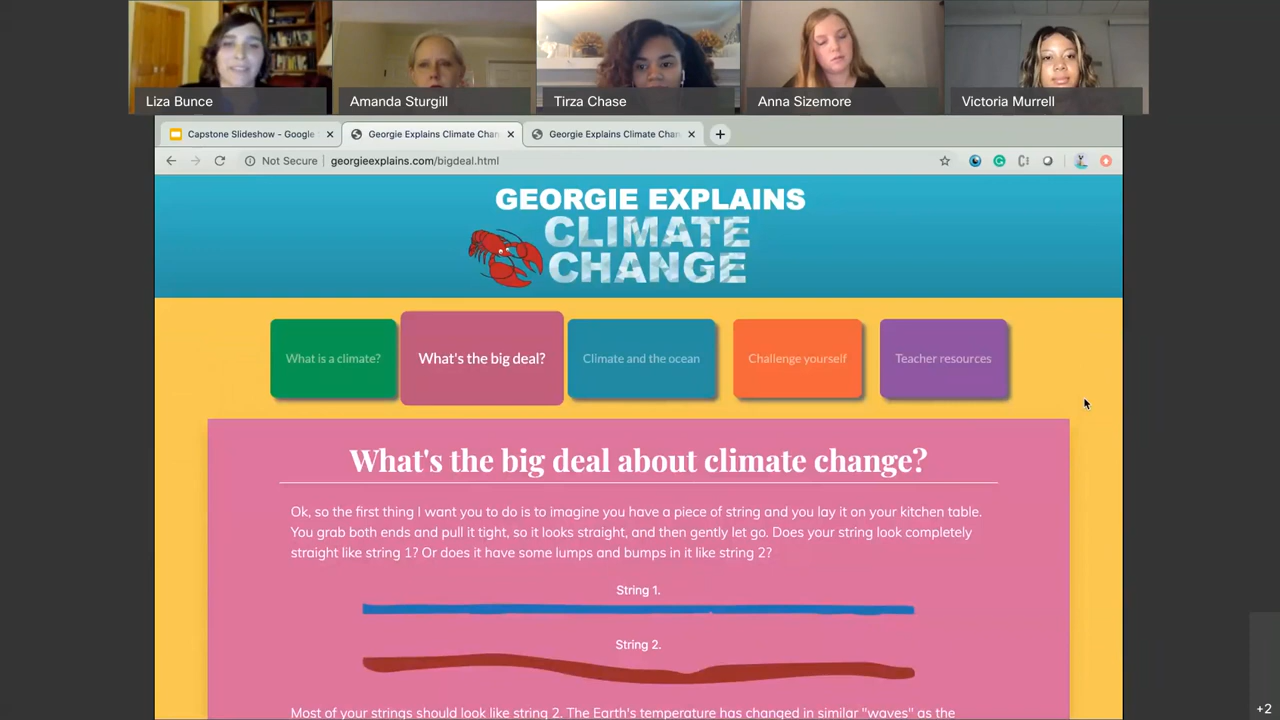 Liza Bunce
Amanda Sturgill
Tirza Chase
Anna Sizemore
Victoria Murrell
Capstone Slideshow - Google
Georgie Explains Climate Chan
Georgie Explains Climate Chan
Not Secure | georgieexplains.com/bigdeal.html
GEORGIE EXPLAINS
CLIMATE
CHANGE
What is a climate?
What's the big deal?
Climate and the ocean
Challenge yourself
Teacher resources
What's the big deal about climate change?
Ok, so the first thing I want you to do is to imagine you have a piece of string and you lay it on your kitchen table.
You grab both ends and pull it tight, so it looks straight, and then gently let go. Does your string look completely
straight like string 1? Or does it have some lumps and bumps in it like string 2?
String 1.
String 2.
Most of your strings should look like string 2. The Earth's temperature has changed in similar "waves" as the
+2